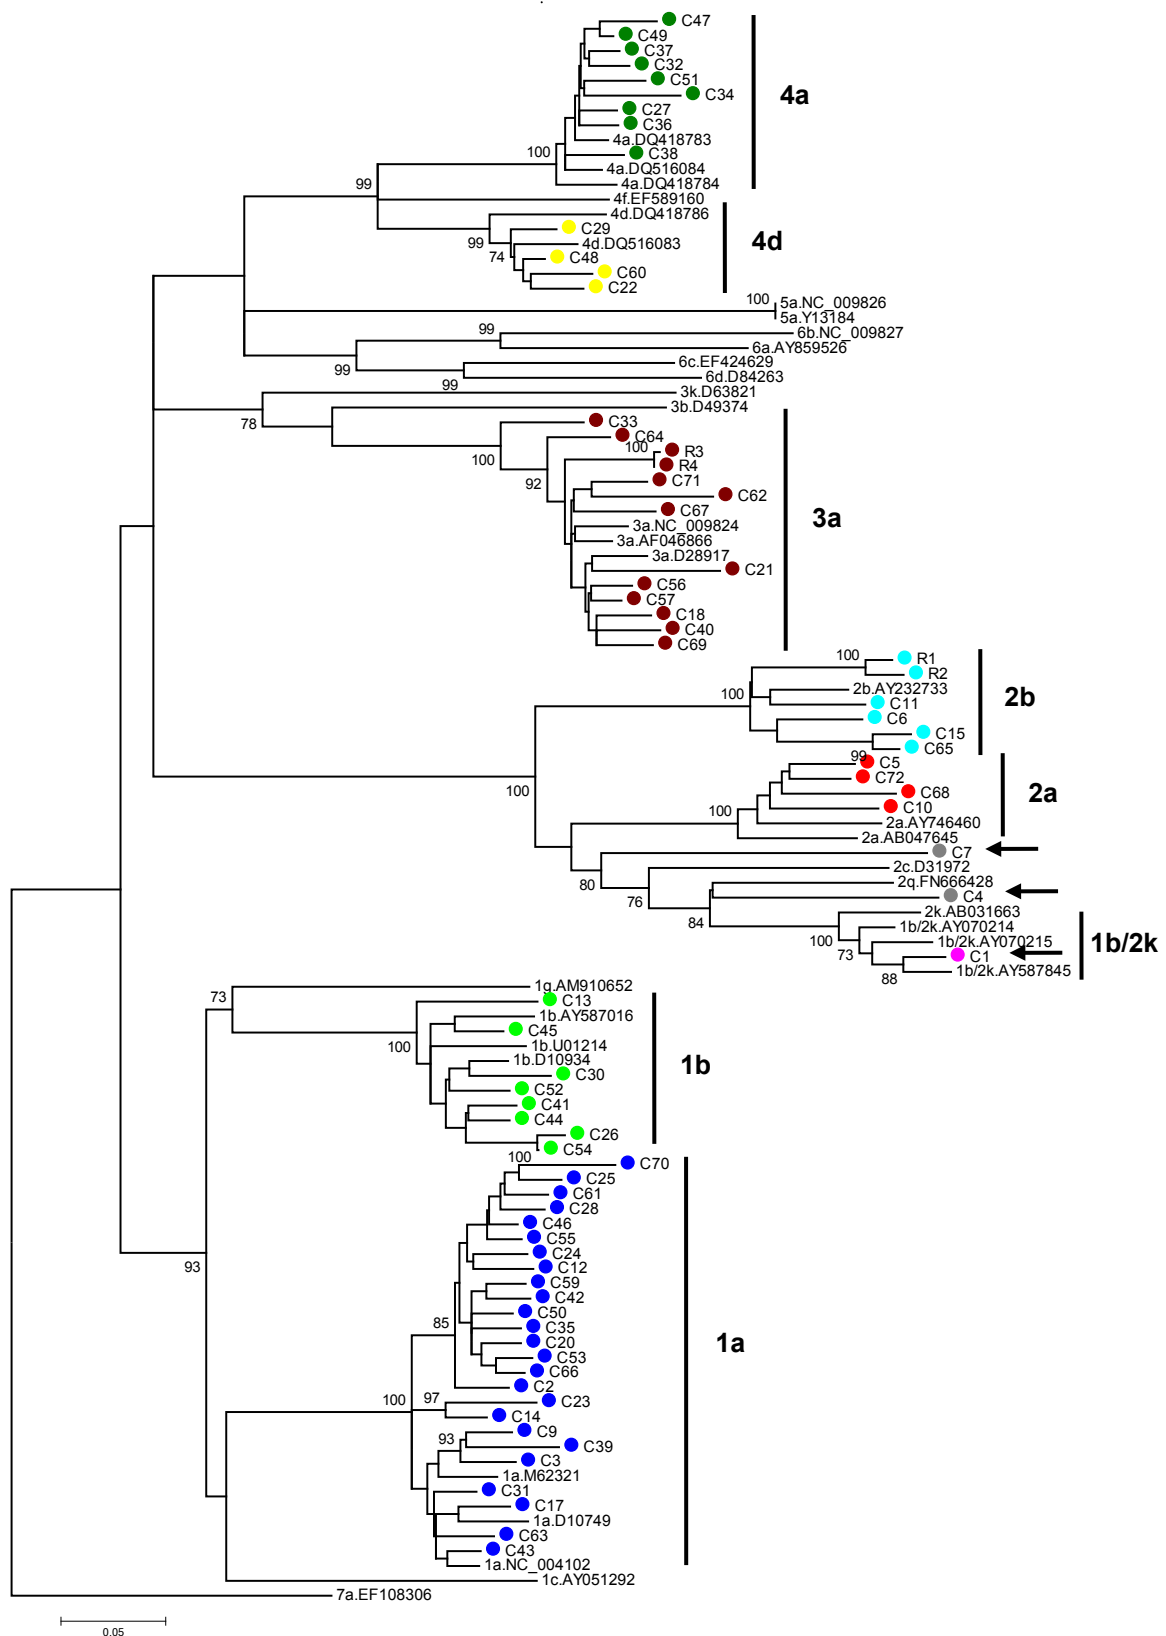 C47
C49
C37
C32
C51
C34
4a
C27
C36
4a.DQ418783
100
C38
4a.DQ516084
99
4a.DQ418784
4f.EF589160
4d.DQ418786
C29
99
4d.DQ516083
4d
74
C48
C60
C22
100
5a.NC_009826
5a.Y13184
99
6b.NC_009827
6a.AY859526
99
6c.EF424629
6d.D84263
99
3k.D63821
78
3b.D49374
C33
C64
100
R3
100
R4
92
C71
C62
C67
3a
3a.NC_009824
3a.AF046866
3a.D28917
C21
C56
C57
C18
C40
C69
100
R1
R2
100
2b.AY232733
2b
C11
C6
C15
C65
99
C5
100
C72
C68
2a
C10
100
2a.AY746460
2a.AB047645
C7
80
2c.D31972
76
2q.FN666428
C4
84
2k.AB031663
1b/2k.AY070214
100
1b/2k.AY070215
1b/2k
73
C1
88
1b/2k.AY587845
73
1g.AM910652
C13
1b.AY587016
C45
100
1b.U01214
1b.D10934
1b
C30
C52
C41
C44
C26
C54
100
C70
C25
C61
C28
C46
C55
C24
93
C12
C59
C42
C50
85
C35
C20
1a
C53
C66
C2
100
97
C23
C14
C9
93
C39
C3
1a.M62321
C31
C17
1a.D10749
C63
C43
1a.NC_004102
1c.AY051292
7a.EF108306
0.05